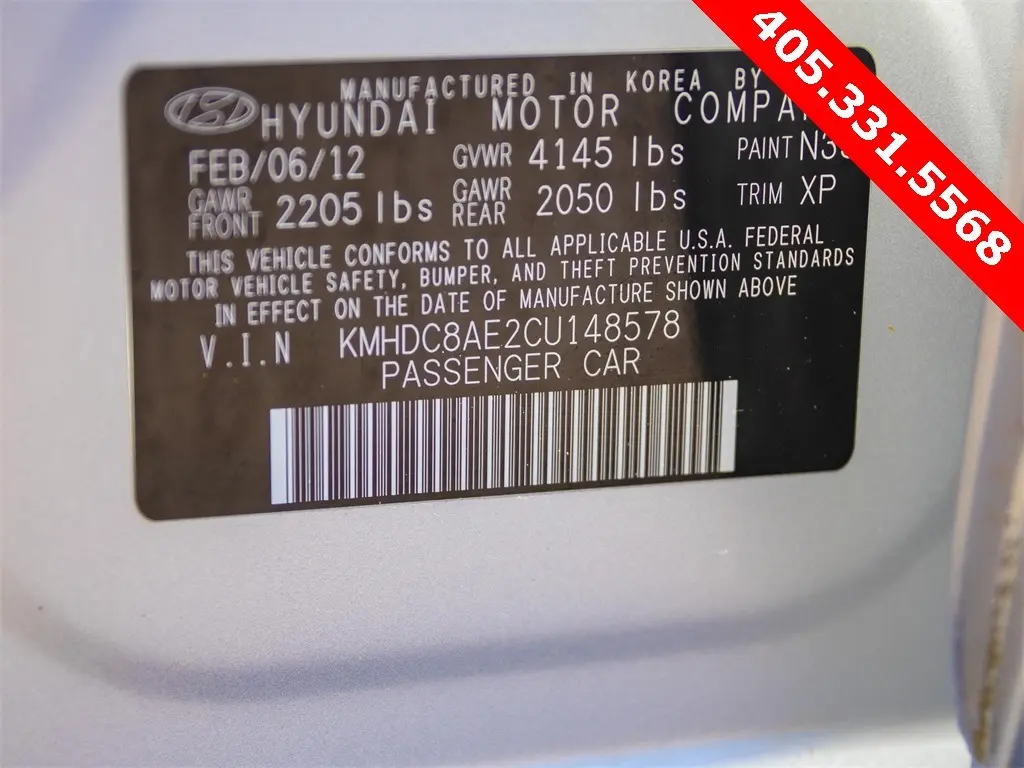 MANUFACTURED IN KOREA BY
HYUNDAI MOTOR
FEB/06/12 GVWR 4145 lbs PAINT
GAWR FRONT 2205 lbs GAWR REAR 2050 lbs TRIM XP
THIS VEHICLE CONFORMS TO ALL APPLICABLE U.S.A. FEDERAL
MOTOR VEHICLE SAFETY, BUMPER, AND THEFT PREVENTION STANDARDS
IN EFFECT ON THE DATE OF MANUFACTURE SHOWN ABOVE
V.I.N KMHDC8AE2CU148578
PASSENGER CAR
405.331.5568